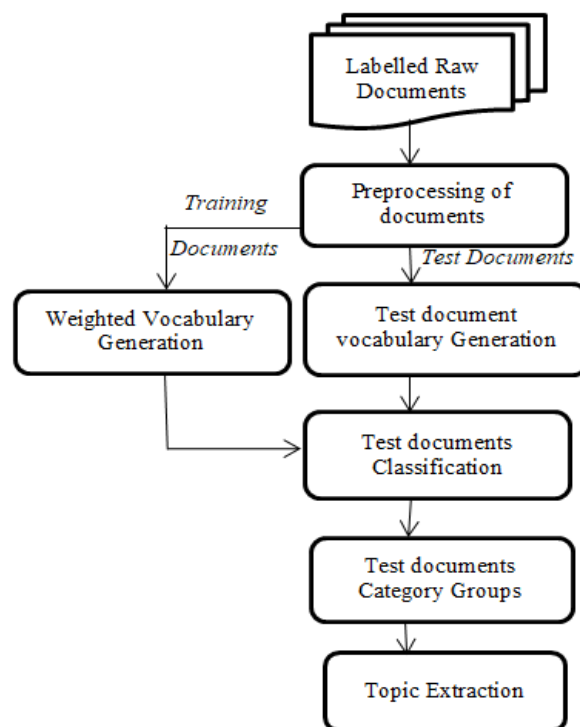 Labelled Raw
Documents
Preprocessing of
documents
Training
Documents
Test Documents
Weighted Vocabulary
Generation
Test document
vocabulary Generation
Test documents
Classification
Test documents
Category Groups
Topic Extraction